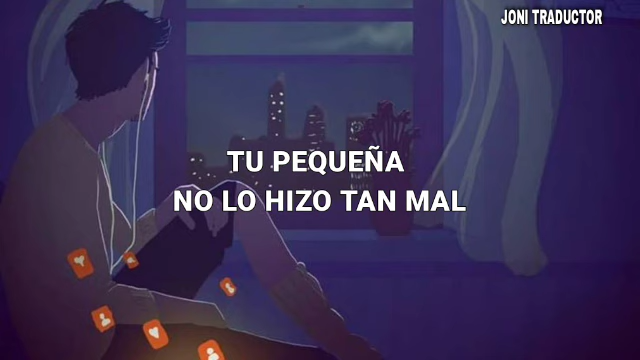 JONI TRADUCTOR
TU PEQUEÑA
NO LO HIZO TAN MAL